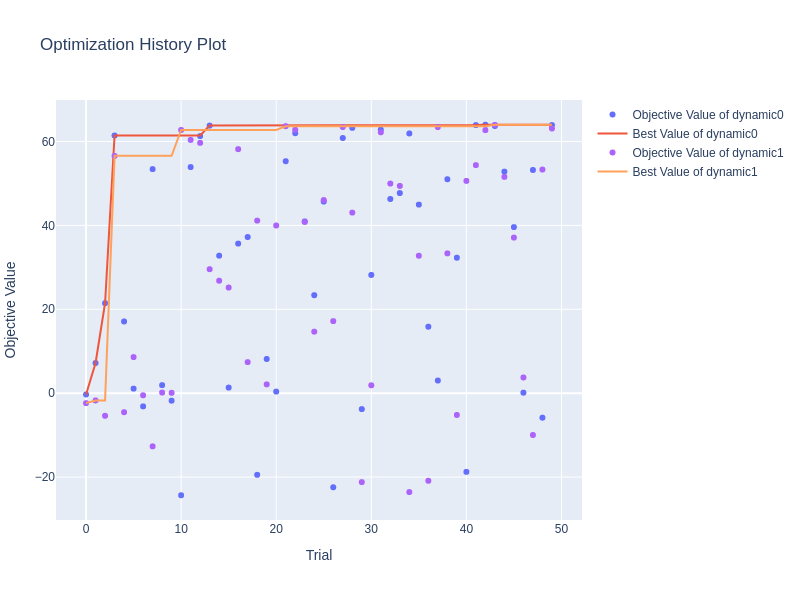 Optimization History Plot
Objective Value of dynamic0
Best Value of dynamic0
Objective Value of dynamic1
Best Value of dynamic1
60
40
20
0
−20
Objective Value
0 10 20 30 40 50
Trial